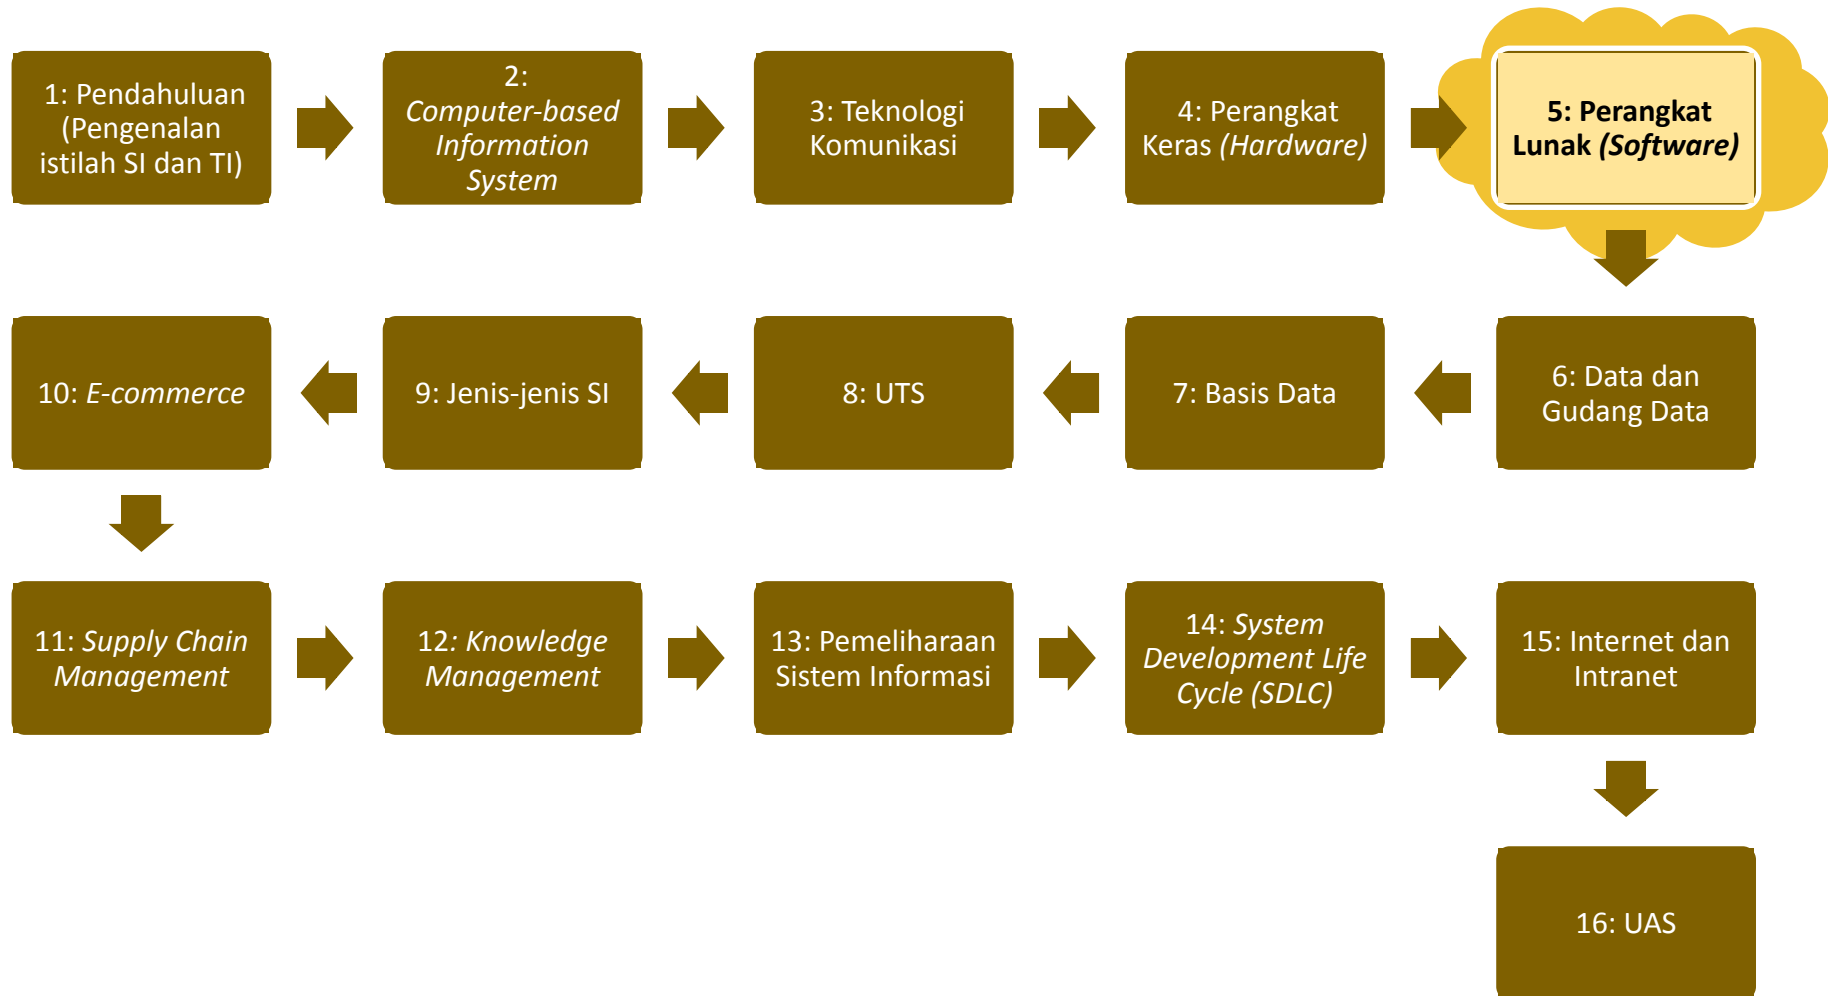 1: Pendahuluan
(Pengenalan
istilah SI dan TI)
2:
Computer-based
Information
System
3: Teknologi
Komunikasi
4: Perangkat
Keras (Hardware)
5: Perangkat
Lunak (Software)
10: E-commerce
9: Jenis-jenis SI
8: UTS
7: Basis Data
6: Data dan
Gudang Data
11: Supply Chain
Management
12: Knowledge
Management
13: Pemeliharaan
Sistem Informasi
14: System
Development Life
Cycle (SDLC)
15: Internet dan
Intranet
16: UAS